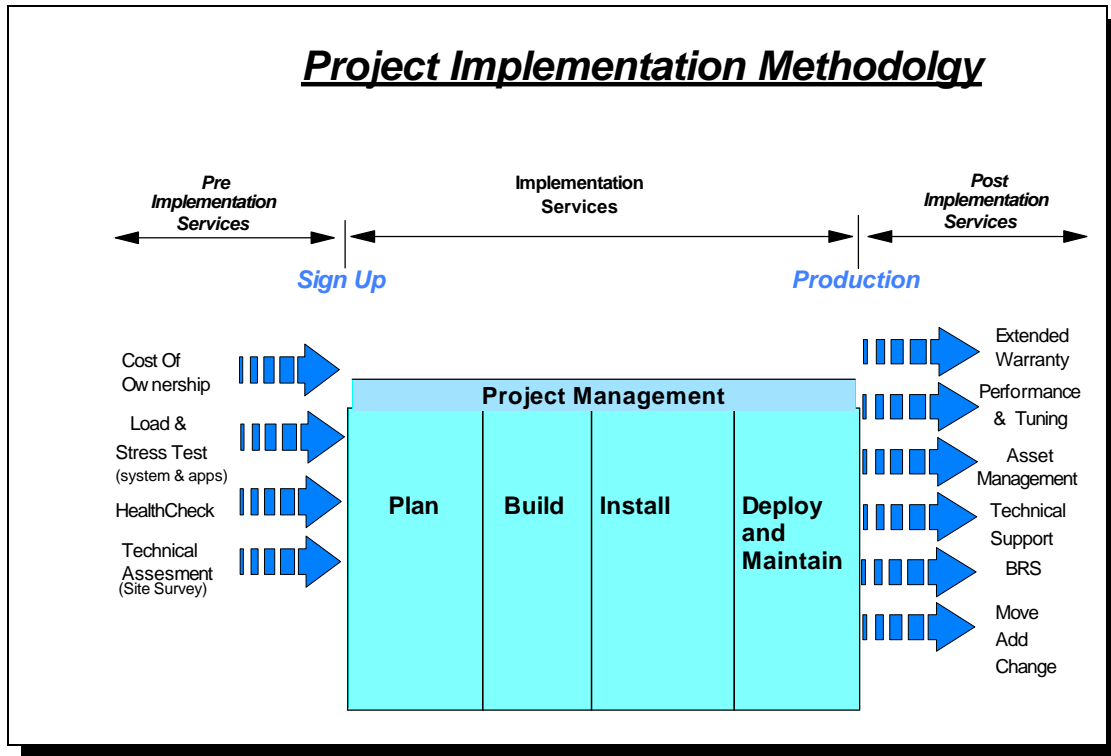 Project Implementation Methodolgy
Pre
Implementation
Services
Implementation
Services
Post
Implementation
Services
Sign Up
Production
Cost Of
Ownership
Load &
Stress Test
(system & apps)
HealthCheck
Technical
Assesment
(Site Survey)
Project Management
Plan
Build
Install
Deploy
and
Maintain
Extended
Warranty
Performance
& Tuning
Asset
Management
Technical
Support
BRS
Move
Add
Change